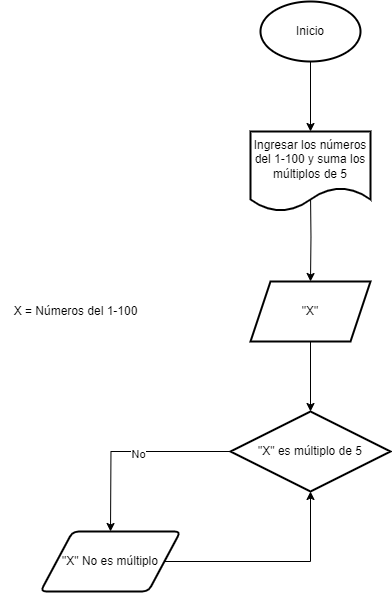 Inicio
Ingresar los números
del 1-100 y suma los
múltiplos de 5
X = Números del 1-100
"X"
"X" es múltiplo de 5
No
"X" No es múltiplo